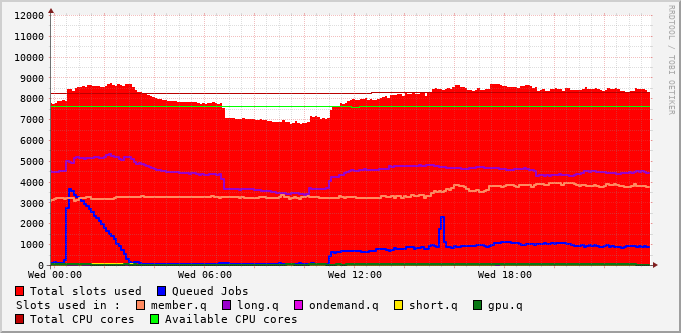 RRDTOOL / TOBI OETIKER
12000
11000
10000
9000
8000
7000
6000
5000
4000
3000
2000
1000
0
Wed 00:00 Wed 06:00 Wed 12:00 Wed 18:00
Total slots used Queued Jobs
Slots used in : member.q long.q ondemand.q short.q gpu.q
Total CPU cores Available CPU cores